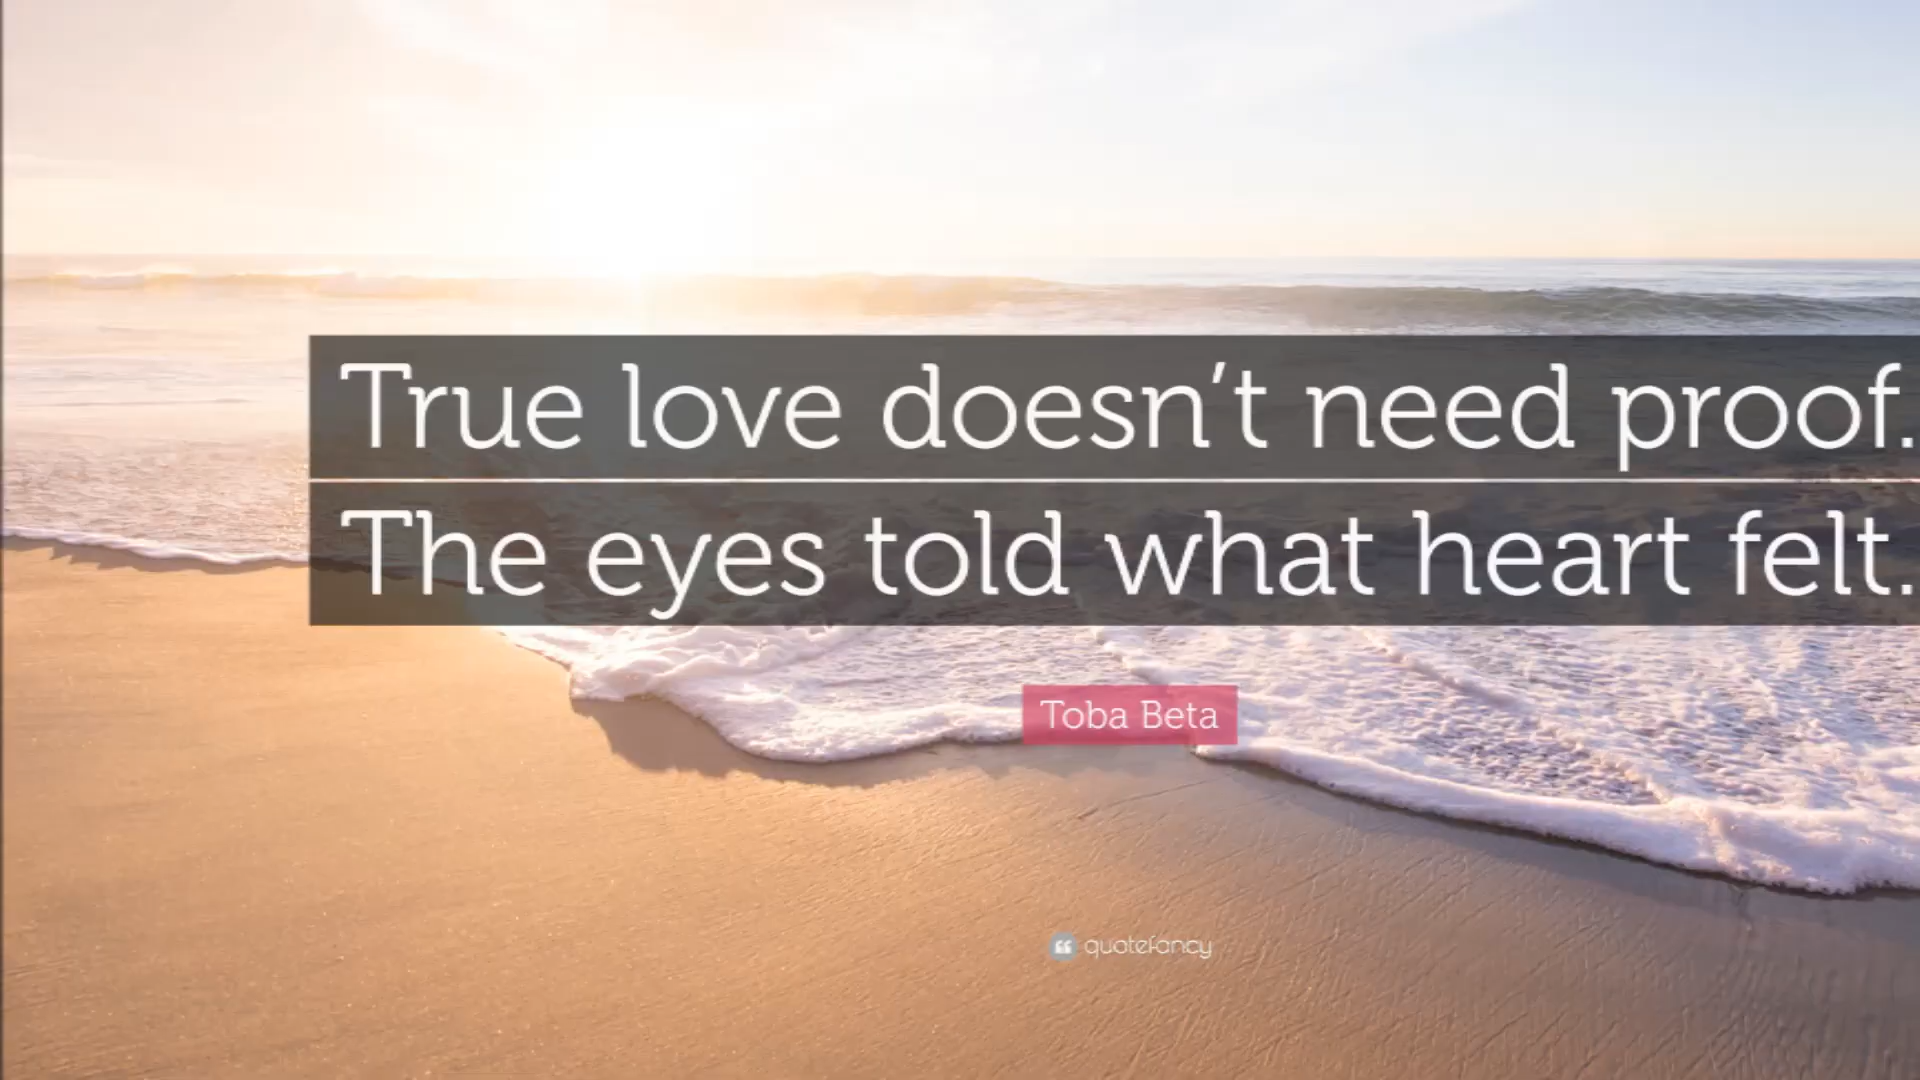 True love doesn’t need proof.
The eyes told what heart felt.
Toba Beta
quotefancy